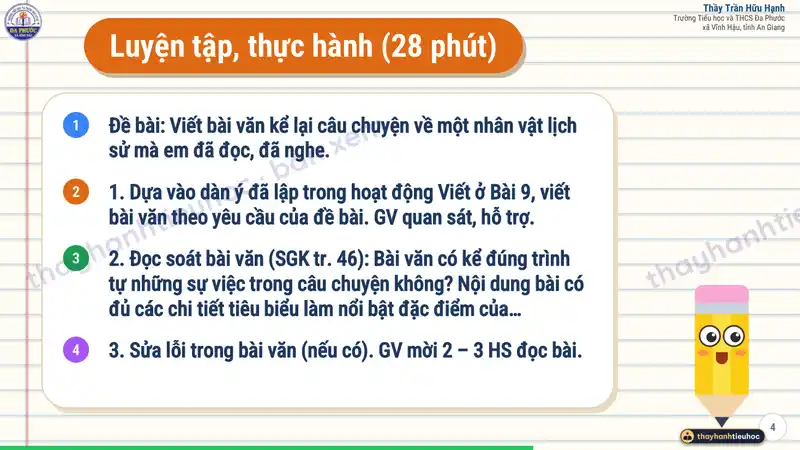 Thầy Trần Hữu Hạnh
Trường Tiểu học và THCS Đa Phước
xã Vĩnh Hậu, tỉnh An Giang
ĐA PHƯỚC
Luyện tập, thực hành (28 phút)
1
Đề bài: Viết bài văn kể lại câu chuyện về một nhân vật lịch
sử mà em đã đọc, đã nghe.
2
1. Dựa vào dàn ý đã lập trong hoạt động Viết ở Bài 9, viết
bài văn theo yêu cầu của đề bài. GV quan sát, hỗ trợ.
3
2. Đọc soát bài văn (SGK tr. 46): Bài văn có kể đúng trình
tự những sự việc trong câu chuyện không? Nội dung bài có
đủ các chi tiết tiêu biểu làm nổi bật đặc điểm của…
4
3. Sửa lỗi trong bài văn (nếu có). GV mời 2 – 3 HS đọc bài.
4
thayhanhtieuhoc